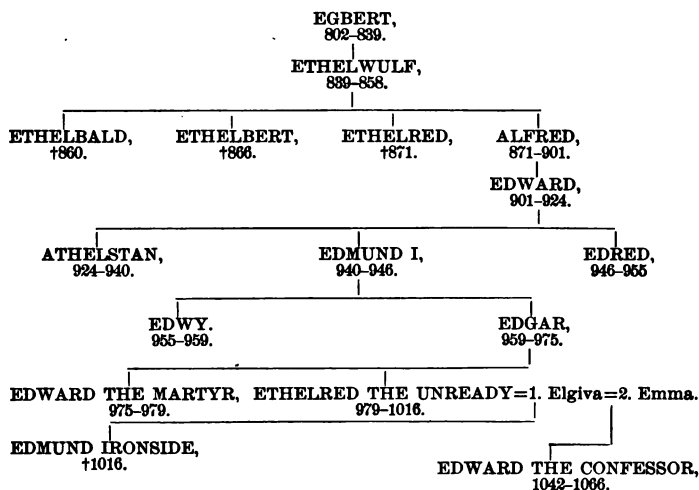 EGBERT,
802–839.
ETHELWULF,
839–858.
ETHELBALD, ETHELBERT, ETHELRED, ALFRED,
†860. †866. †871. 871–901.
EDWARD,
901–924.
ATHELSTAN, EDMUND I, EDRED,
924–940. 940–946. 946–955
EDWY. EDGAR,
955–959. 959–975.
EDWARD THE MARTYR, ETHELRED THE UNREADY=1. Elgiva=2. Emma.
975–979. 979–1016.
EDMUND IRONSIDE,
†1016.
EDWARD THE CONFESSOR,
1042–1066.